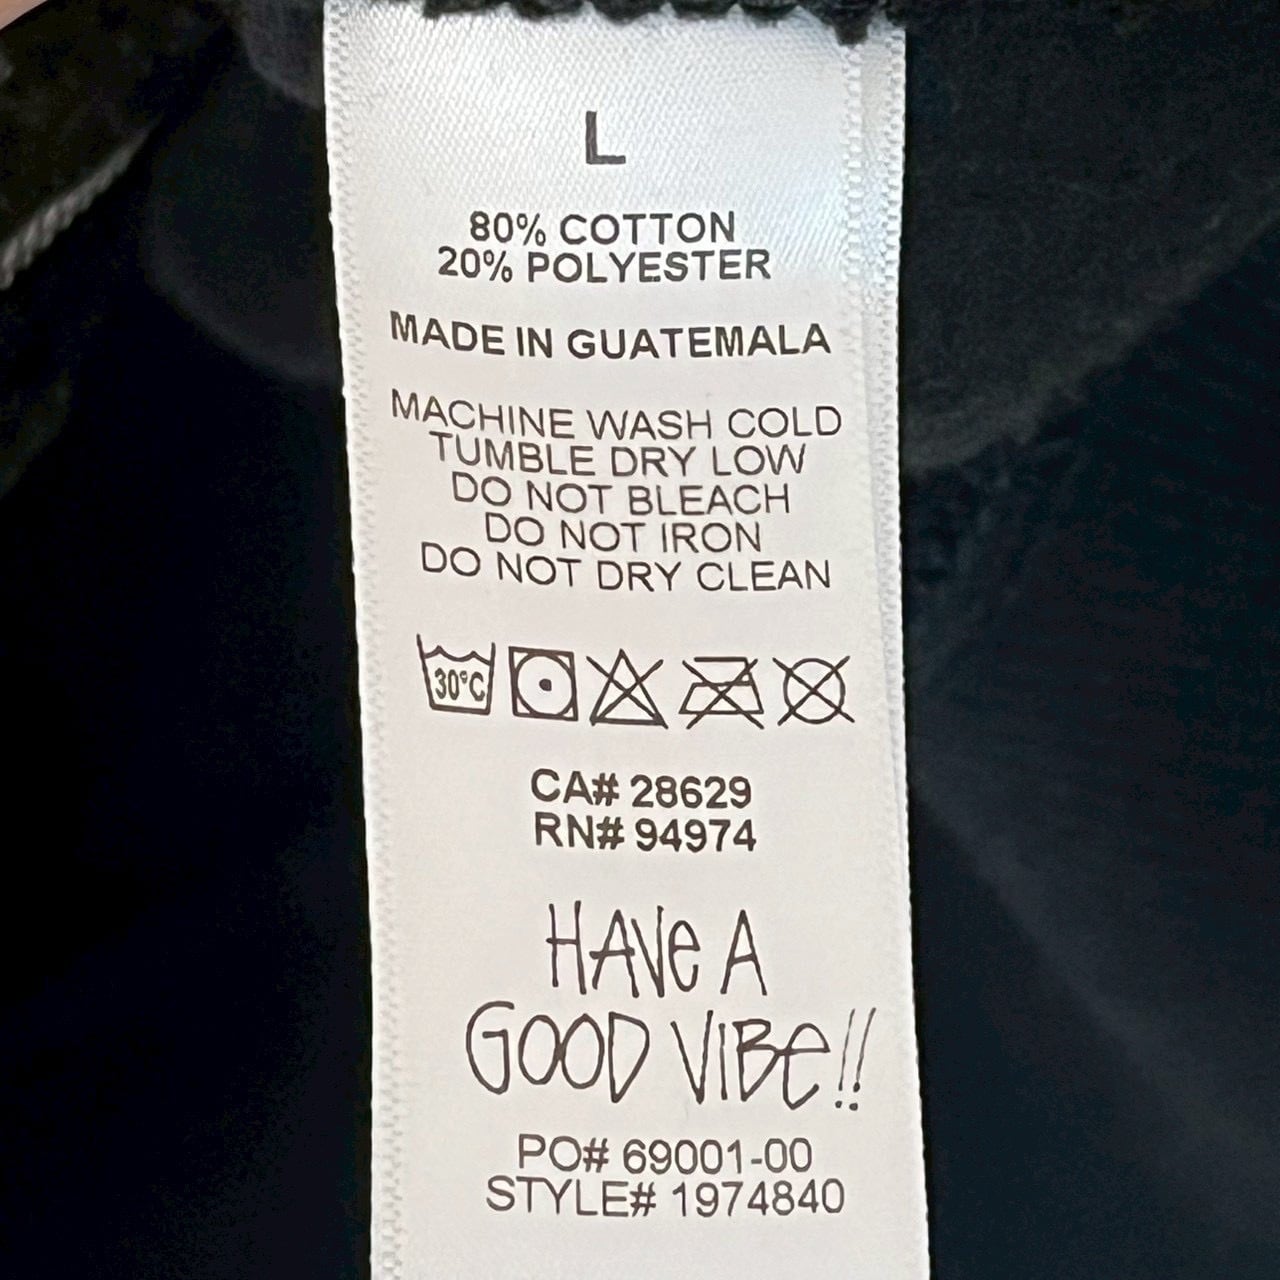 L
80% COTTON
20% POLYESTER
MADE IN GUATEMALA
MACHINE WASH COLD
TUMBLE DRY LOW
DO NOT BLEACH
DO NOT IRON
DO NOT DRY CLEAN
30°C
CA# 28629
RN# 94974
HAVe A
GOOD VIBe!!
PO# 69001-00
STYLE# 1974840